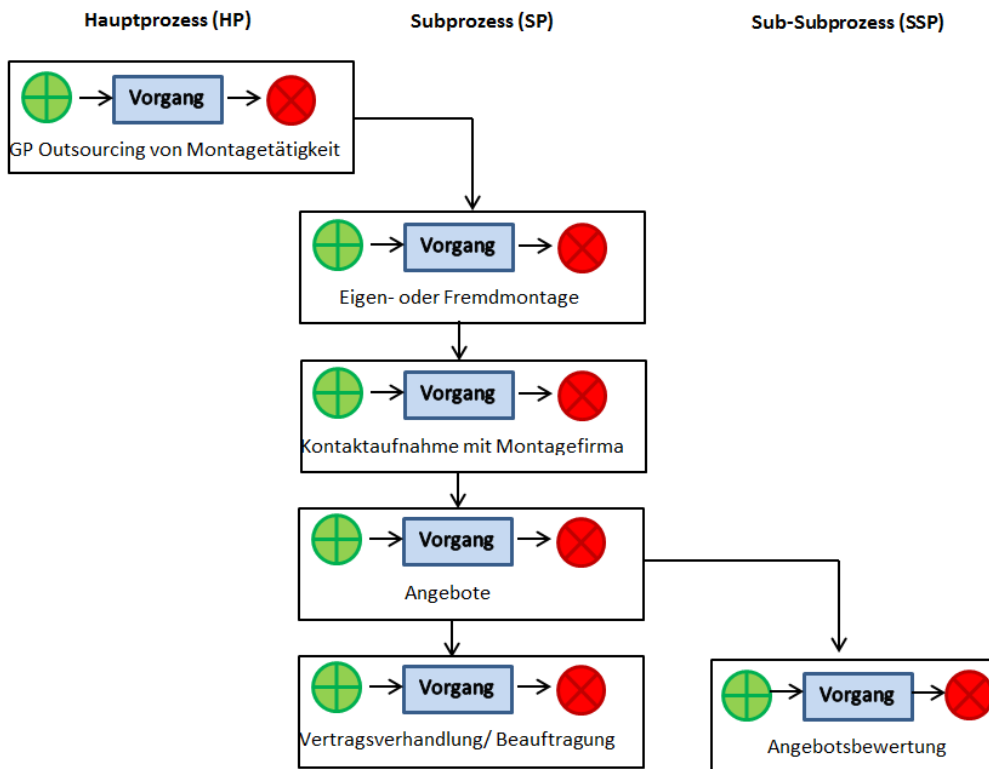 Hauptprozess (HP)
Subprozess (SP)
Sub-Subprozess (SSP)
Vorgang
GP Outsourcing von Montagetätigkeit
Vorgang
Eigen- oder Fremdmontage
Vorgang
Kontaktaufnahme mit Montagefirma
Vorgang
Angebote
Vorgang
Vertragsverhandlung/ Beauftragung
Vorgang
Angebotsbewertung